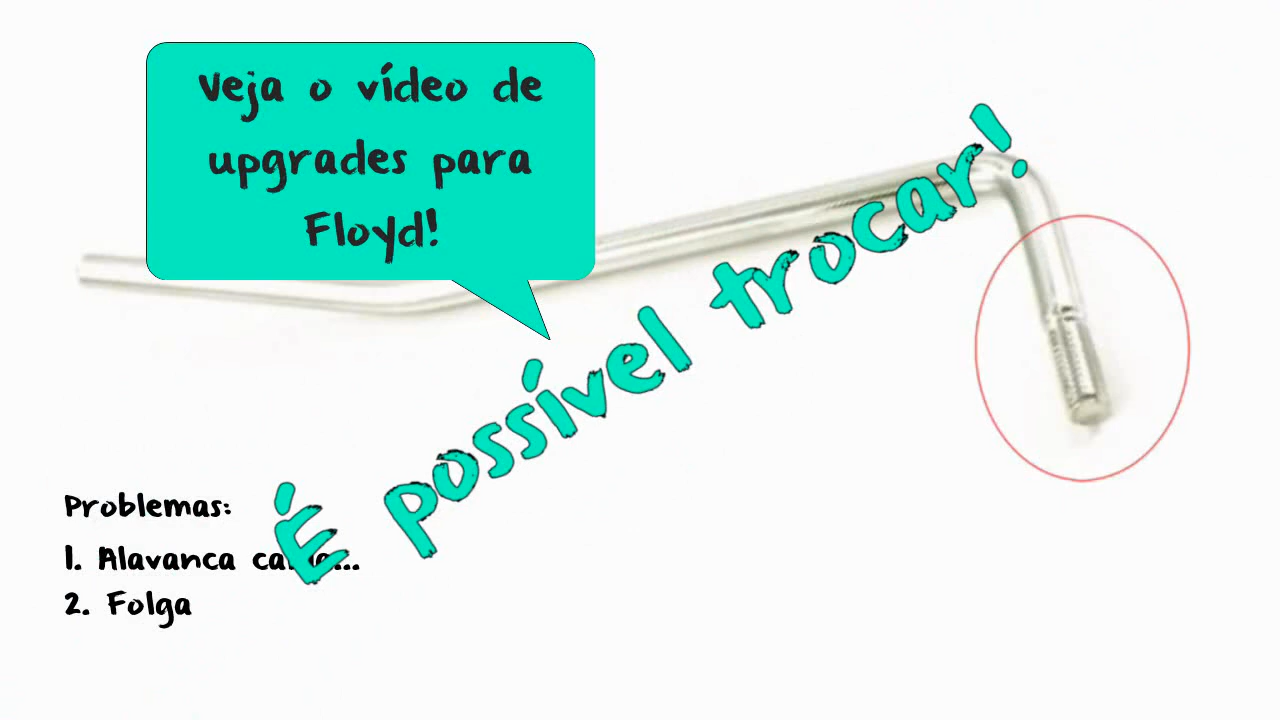 Veja o vídeo de
upgrades para
Floyd!
É possível trocar!
Problemas:
1. Alavanca
2. Folga